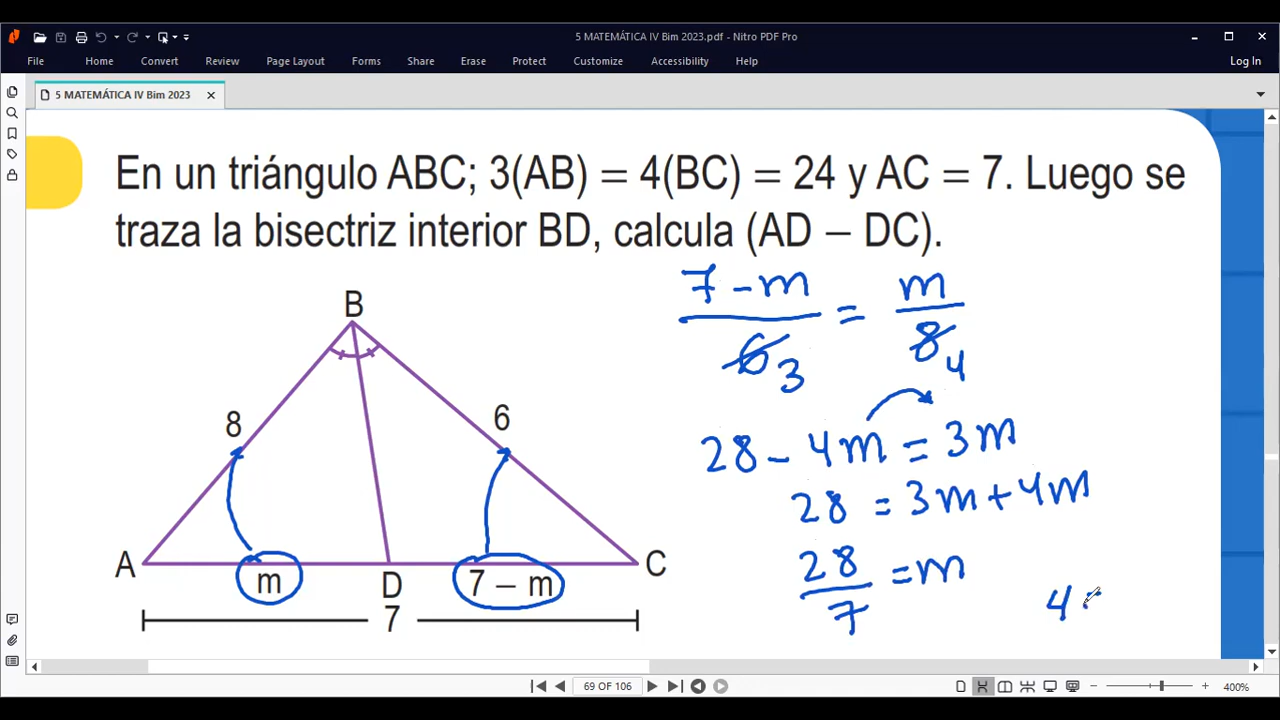 5 MATEMÁTICA IV Bim 2023.pdf - Nitro PDF Pro
File Home Convert Review Page Layout Forms Share Erase Protect Customize Accessibility Help Log In
5 MATEMÁTICA IV Bim 2023
En un triángulo ABC; 3(AB) = 4(BC) = 24 y AC = 7. Luego se
traza la bisectriz interior BD, calcula (AD – DC).
B
8
6
A
m
D
7 – m
C
7
7 - m / 6 3 = m / 8 4
28 - 4m = 3m
28 = 3m + 4m
28 / 7 = m
4
69 OF 106
400%